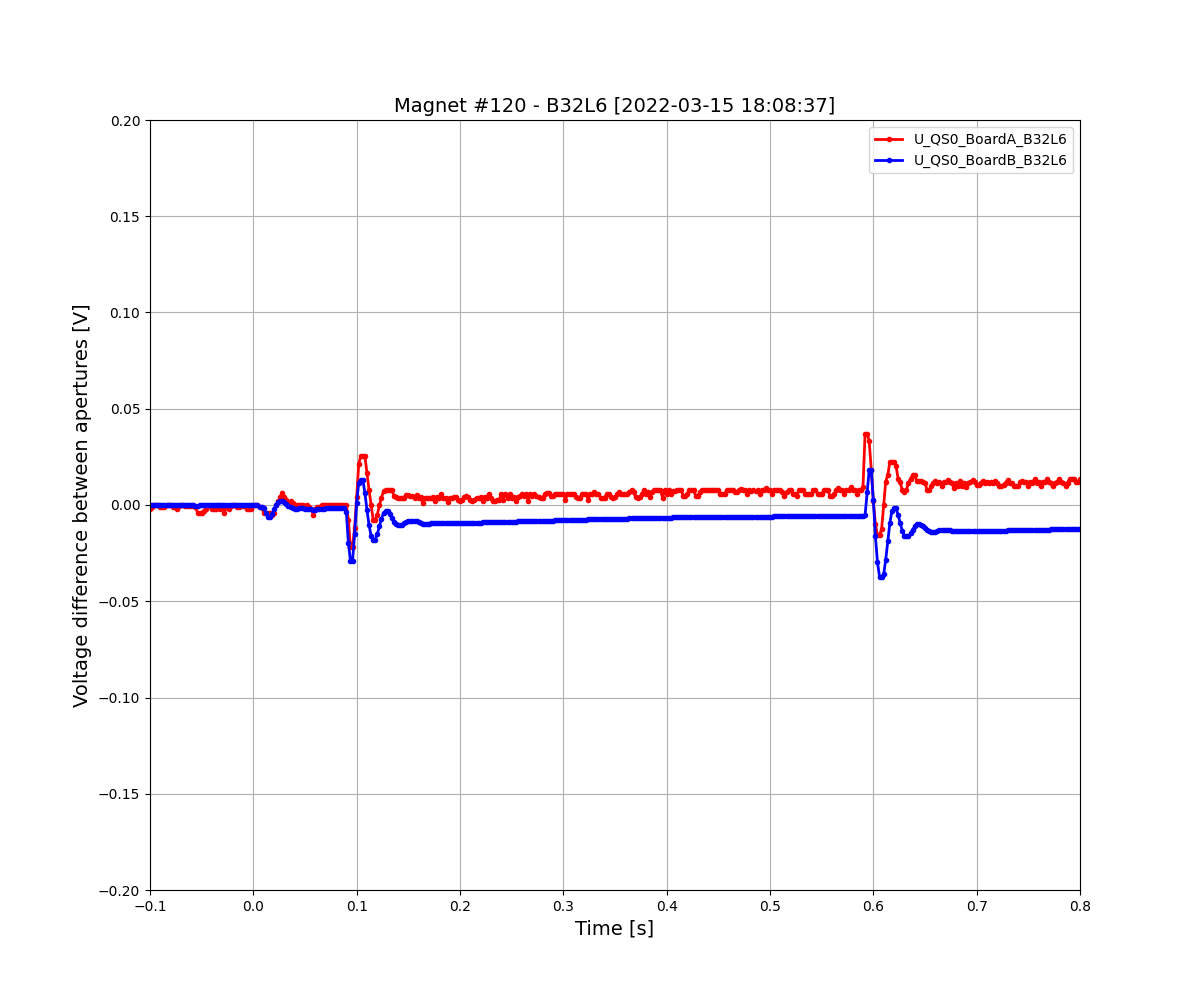 Magnet #120 - B32L6 [2022-03-15 18:08:37]
U_QS0_BoardA_B32L6
U_QS0_BoardB_B32L6
Voltage difference between apertures [V]
0.20
0.15
0.10
0.05
0.00
−0.05
−0.10
−0.15
−0.20
−0.1 0.0 0.1 0.2 0.3 0.4 0.5 0.6 0.7 0.8
Time [s]